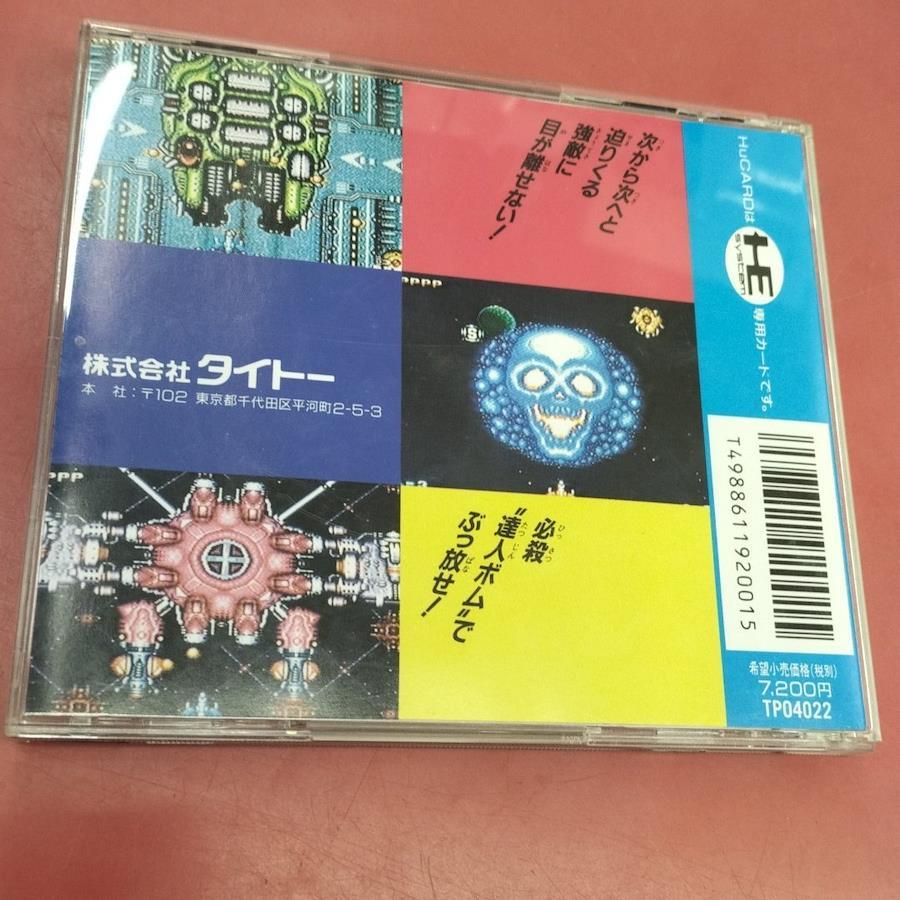 次から次へと
迫りくる
強敵に
目が離せない!
PPPP
S
株式会社 タイトー
本 社:〒102 東京都千代田区平河町2-5-3
PPP
=3
必殺
"達人ボム"で
ぶっ放せ!
HuCARDは HE system 専用カードです。
T4988611920015
希望小売価格(税別)
7,200円
TP04022